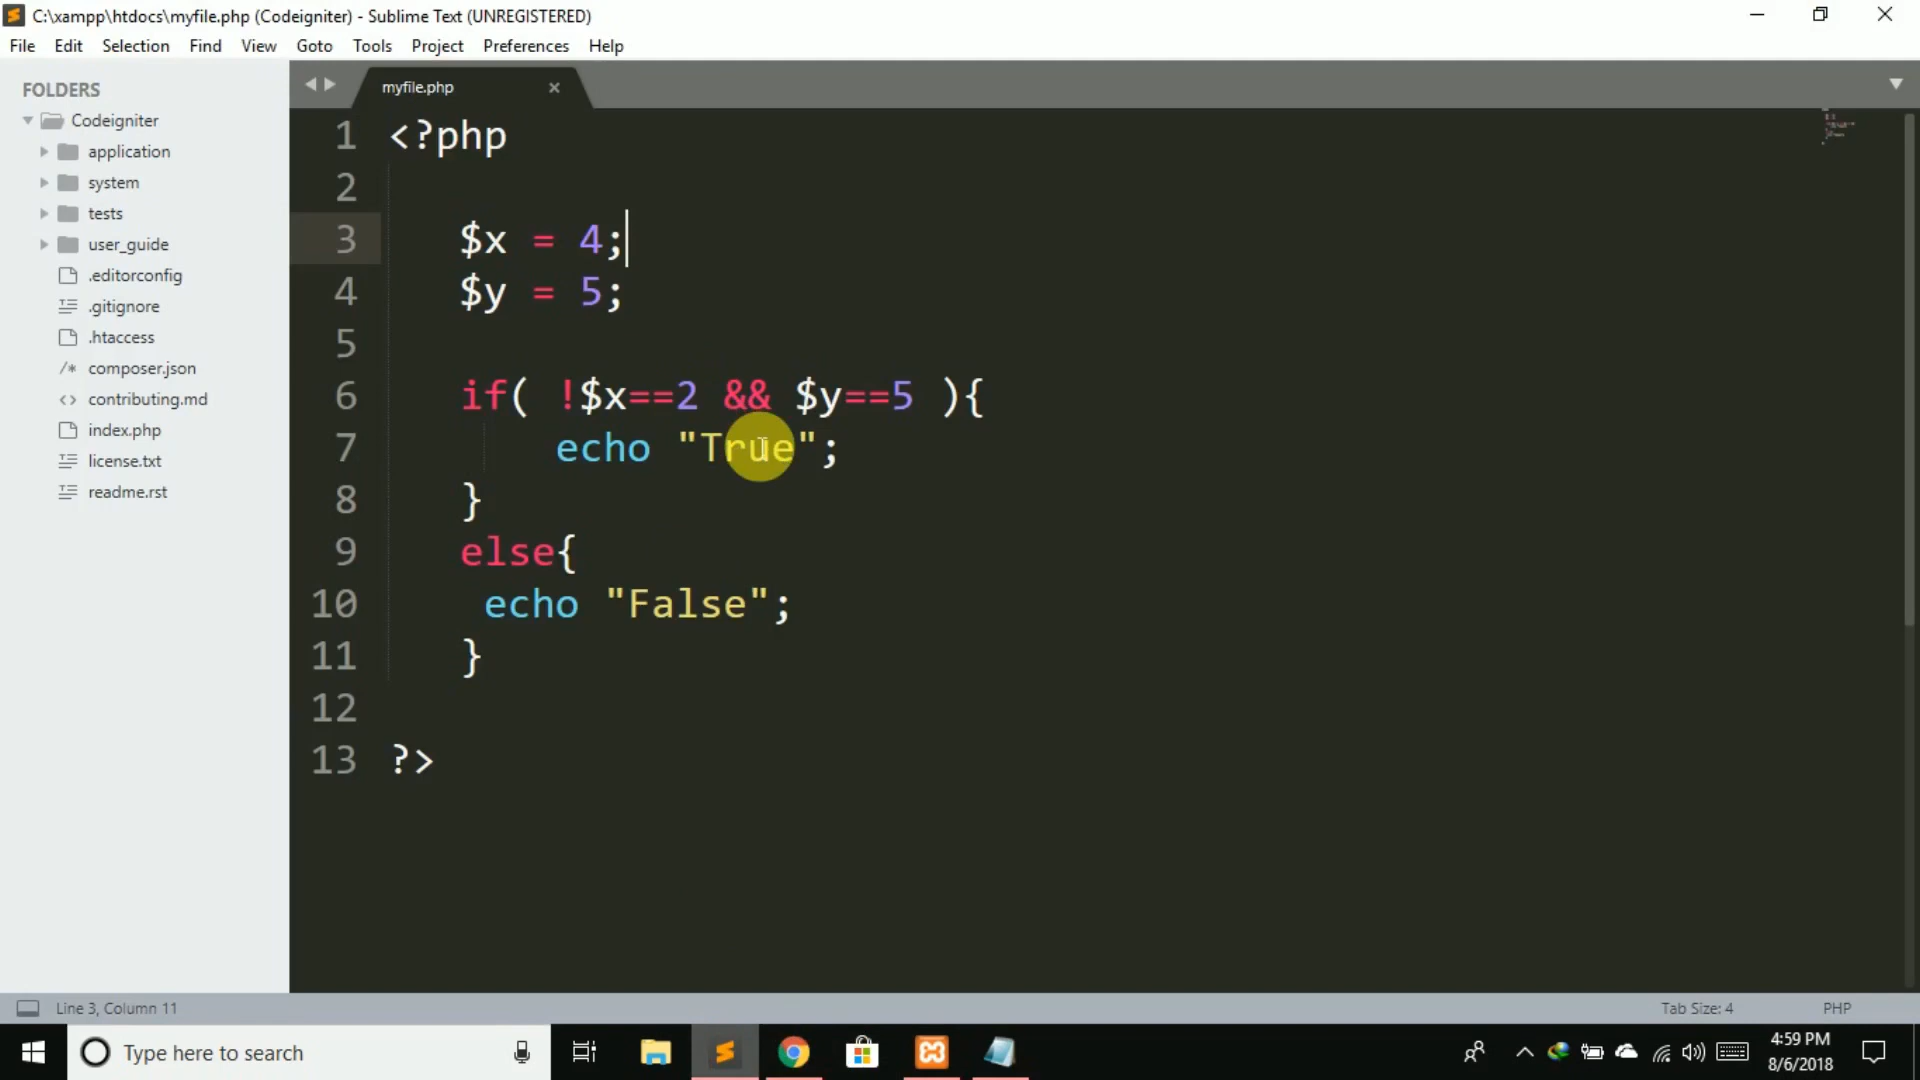 C:\xampp\htdocs\myfile.php (Codeigniter) - Sublime Text (UNREGISTERED)
File Edit Selection Find View Goto Tools Project Preferences Help
FOLDERS
Codeigniter
application
system
tests
user_guide
.editorconfig
.gitignore
.htaccess
/* composer.json
<> contributing.md
index.php
license.txt
readme.rst
myfile.php
1 <?php
2
3 $x = 4;
4 $y = 5;
5
6 if( !$x==2 && $y==5 ){
7 echo "True";
8 }
9 else{
10 echo "False";
11 }
12
13 ?>
Line 3, Column 11 Tab Size: 4 PHP
Type here to search
4:59 PM
8/6/2018